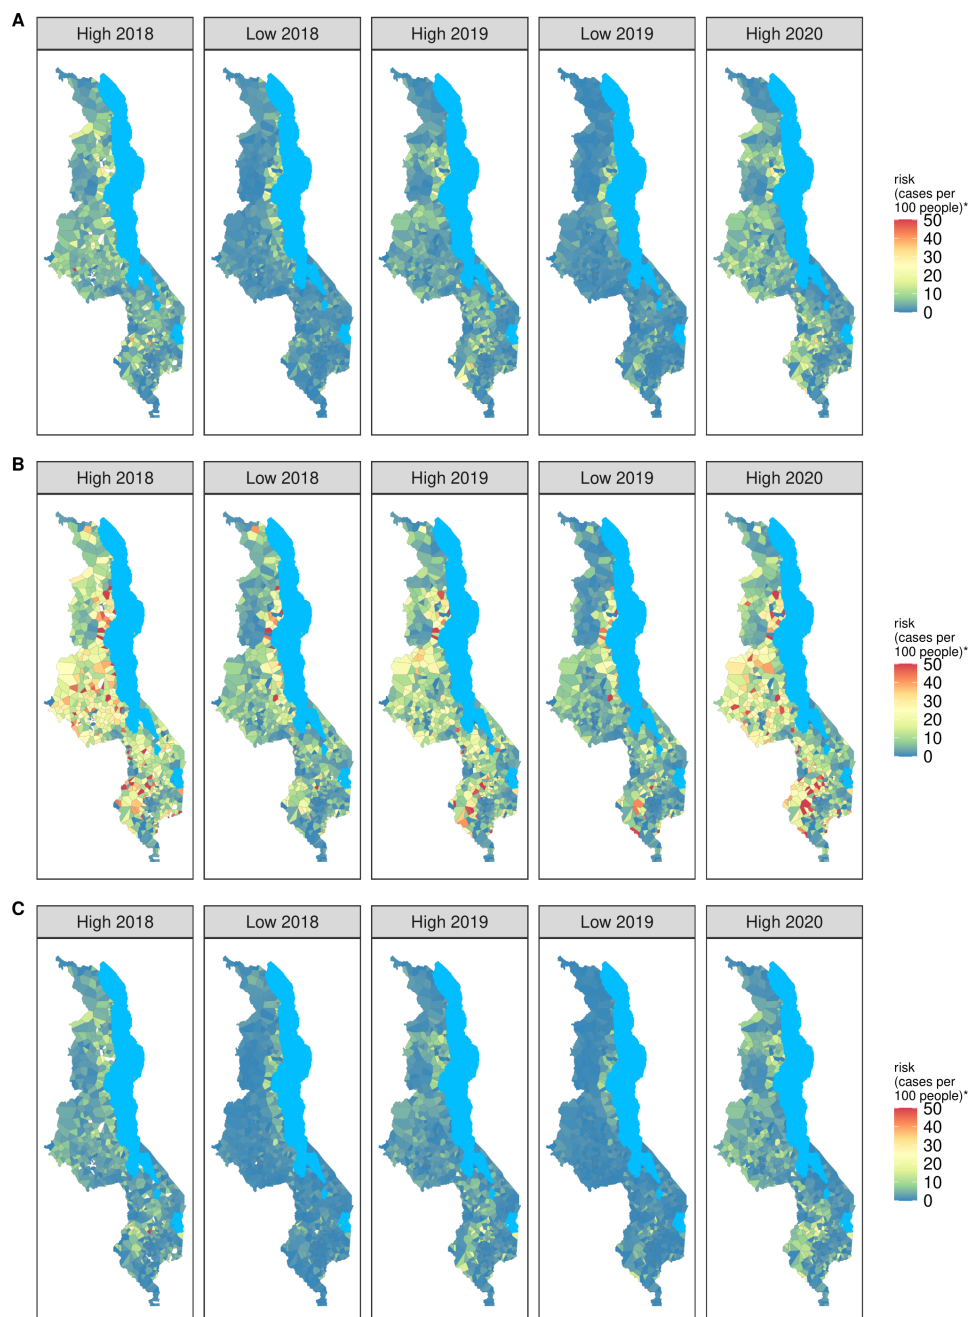 A
High 2018
Low 2018
High 2019
Low 2019
High 2020
risk
(cases per
100 people)*
50
40
30
20
10
0
B
High 2018
Low 2018
High 2019
Low 2019
High 2020
risk
(cases per
100 people)*
50
40
30
20
10
0
C
High 2018
Low 2018
High 2019
Low 2019
High 2020
risk
(cases per
100 people)*
50
40
30
20
10
0